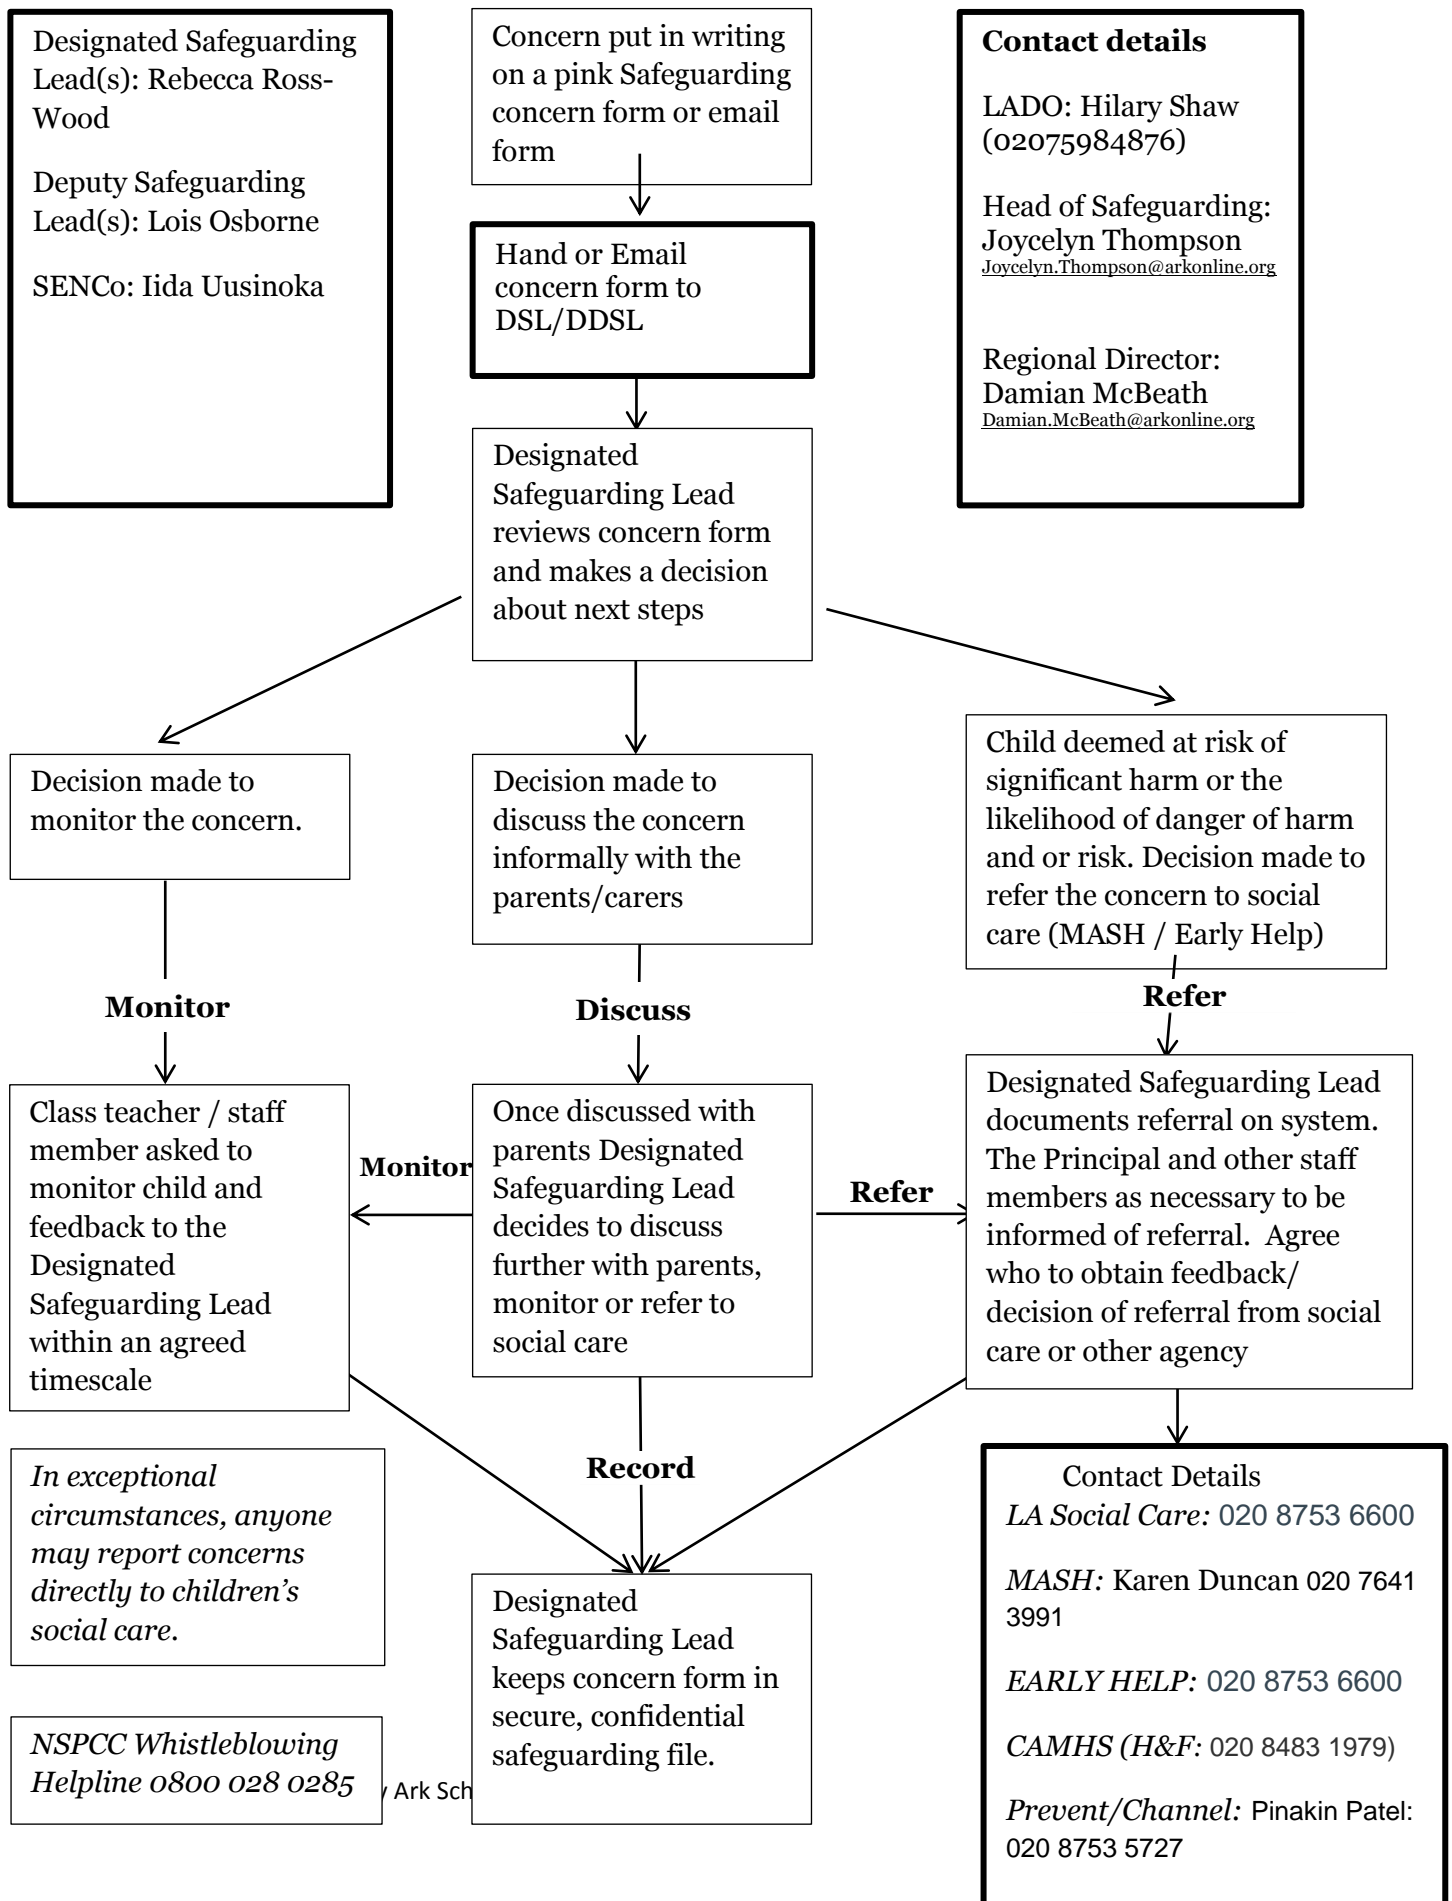 Designated Safeguarding
Lead(s): Rebecca Ross-
Wood
Deputy Safeguarding
Lead(s): Lois Osborne
SENCo: Iida Uusinoka
Concern put in writing
on a pink Safeguarding
concern form or email
form
Contact details
LADO: Hilary Shaw
(02075984876)
Head of Safeguarding:
Joycelyn Thompson
Joycelyn.Thompson@arkonline.org
Regional Director:
Damian McBeath
Damian.McBeath@arkonline.org
Hand or Email
concern form to
DSL/DDSL
Designated
Safeguarding Lead
reviews concern form
and makes a decision
about next steps
Decision made to
monitor the concern.
Decision made to
discuss the concern
informally with the
parents/carers
Child deemed at risk of
significant harm or the
likelihood of danger of harm
and or risk. Decision made to
refer the concern to social
care (MASH / Early Help)
Monitor
Discuss
Refer
Class teacher / staff
member asked to
monitor child and
feedback to the
Designated
Safeguarding Lead
within an agreed
timescale
Monitor
Once discussed with
parents Designated
Safeguarding Lead
decides to discuss
further with parents,
monitor or refer to
social care
Refer
Designated Safeguarding Lead
documents referral on system.
The Principal and other staff
members as necessary to be
informed of referral.  Agree
who to obtain feedback/
decision of referral from social
care or other agency
Record
In exceptional
circumstances, anyone
may report concerns
directly to children's
social care.
NSPCC Whistleblowing
Helpline 0800 028 0285
Ark Sch
Designated
Safeguarding Lead
keeps concern form in
secure, confidential
safeguarding file.
Contact Details
LA Social Care: 020 8753 6600
MASH: Karen Duncan 020 7641
3991
EARLY HELP: 020 8753 6600
CAMHS (H&F: 020 8483 1979)
Prevent/Channel: Pinakin Patel:
020 8753 5727